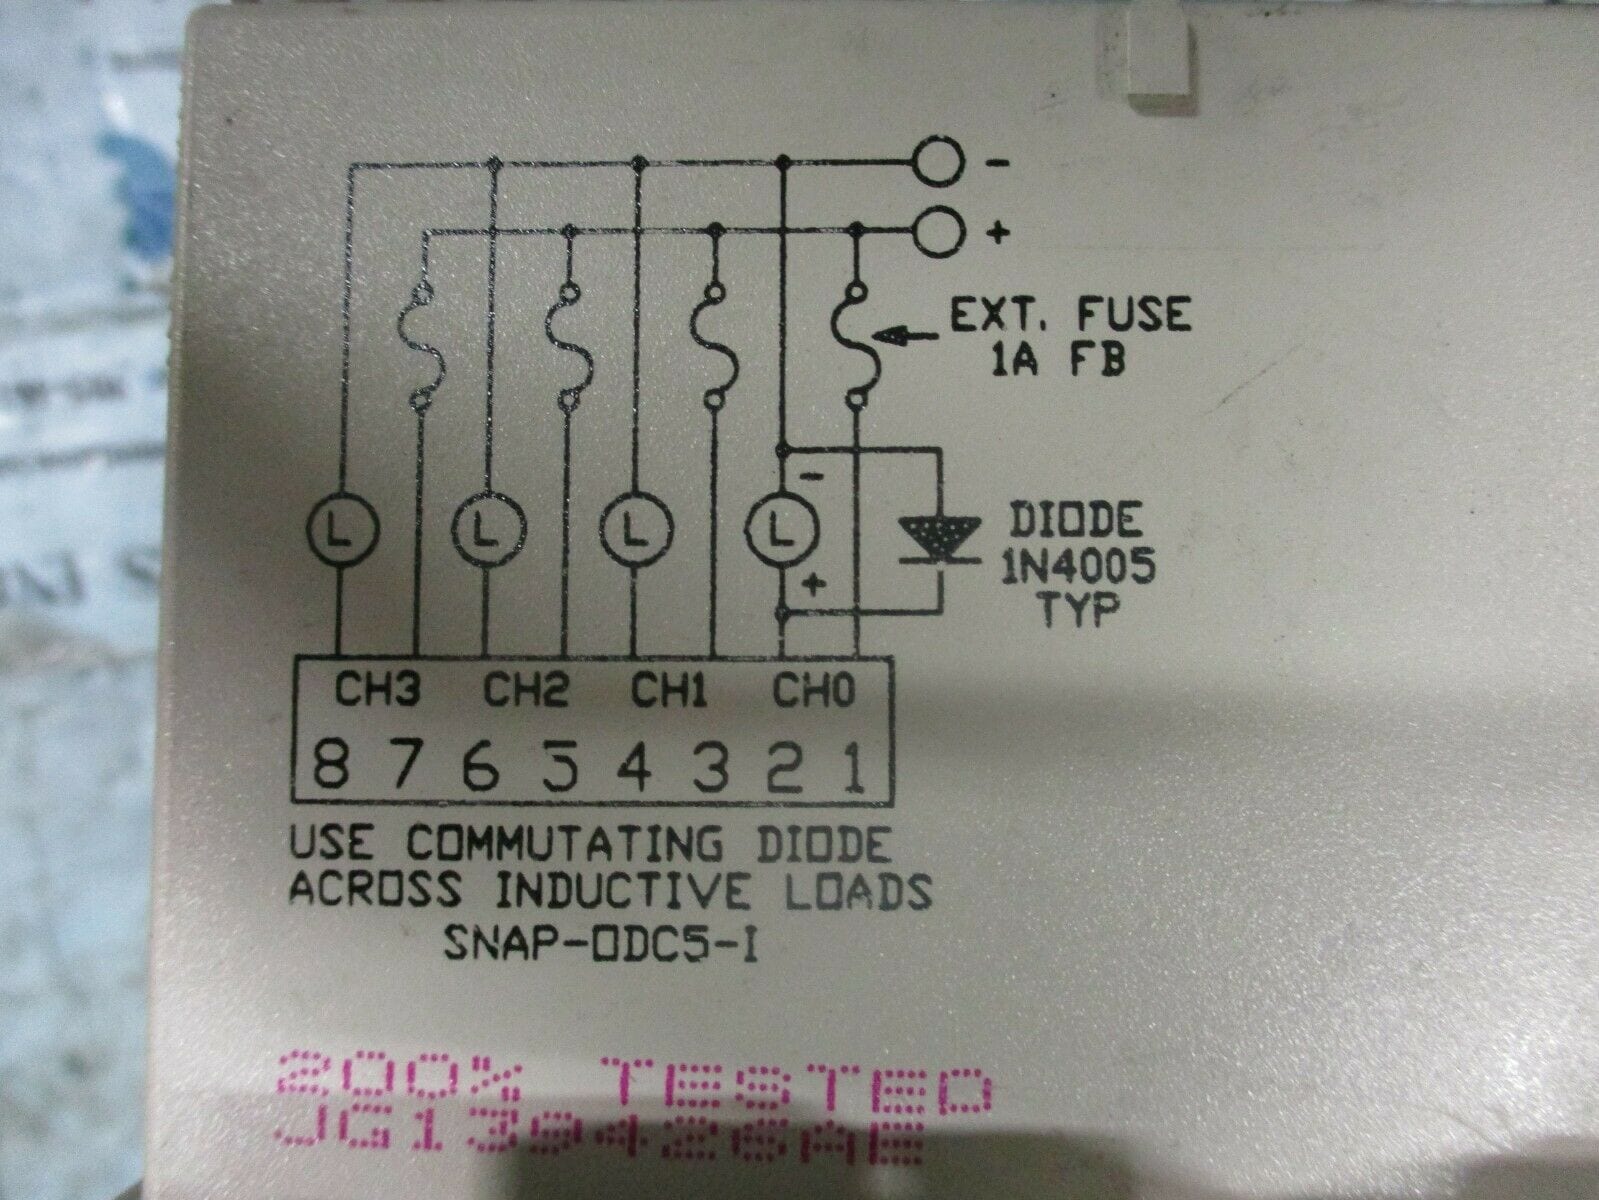 -
+
EXT. FUSE
1A FB
L L L L
-
+
DIODE
1N4005
TYP
CH3 CH2 CH1 CH0
8 7 6 5 4 3 2 1
USE COMMUTATING DIODE
ACROSS INDUCTIVE LOADS
SNAP-ODC5-I
200% TESTED